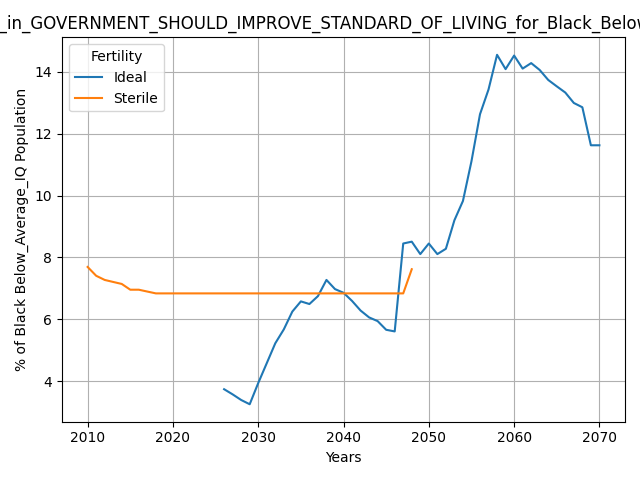 _in_GOVERNMENT_SHOULD_IMPROVE_STANDARD_OF_LIVING_for_Black_Below
Fertility
Ideal
Sterile
% of Black Below_Average_IQ Population
14
12
10
8
6
4
2010 2020 2030 2040 2050 2060 2070
Years